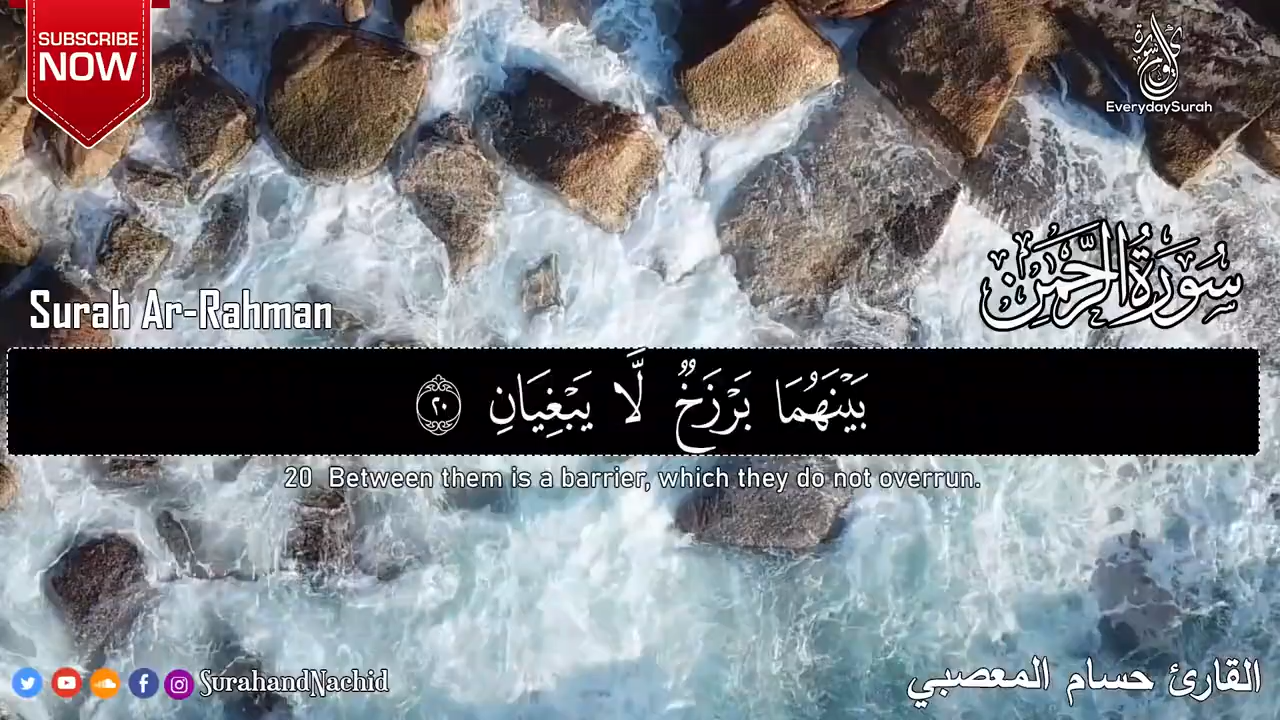 SUBSCRIBE
NOW
EverydaySurah
سُورَةُ الرَّحْمَٰن
Surah Ar-Rahman
بَيْنَهُمَا بَرْزَخٌ لَّا يَبْغِيَانِ ٢٠
20 Between them is a barrier, which they do not overrun.
SurahandNachid
القارئ حسام المعصبي